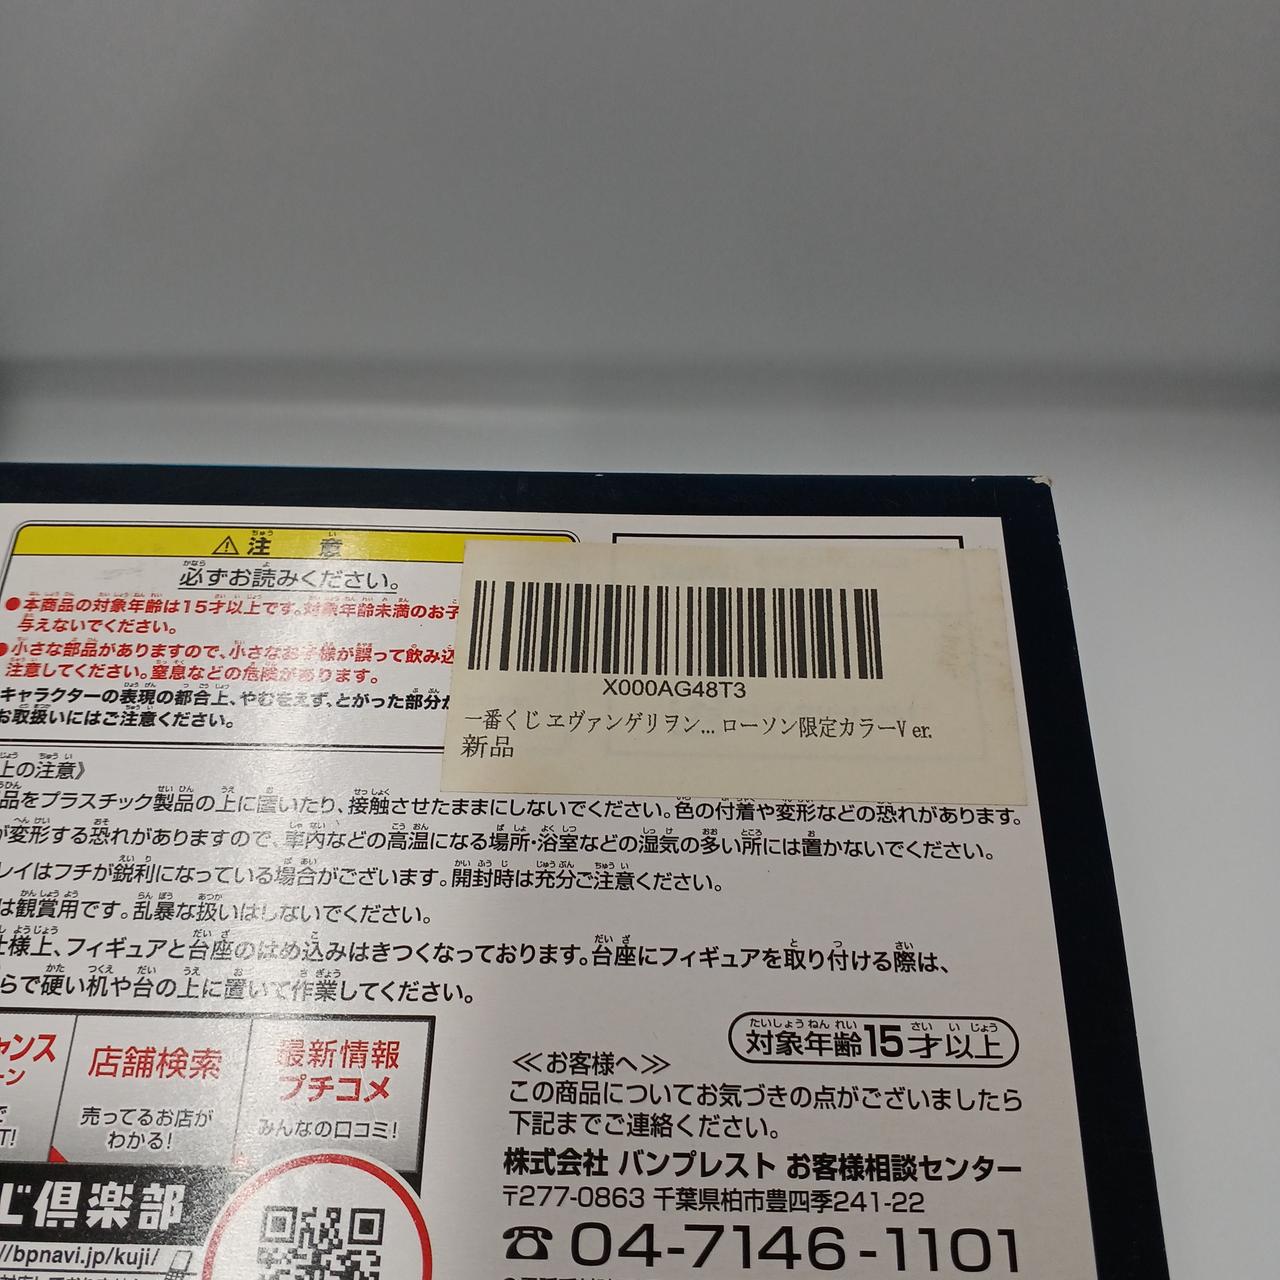 ⚠注 意
必ずお読みください。
●本商品の対象年齢は15才以上です。対象年齢未満のお子
与えないでください。
●小さな部品がありますので、小さなお子様が誤って飲み込
注意してください。窒息などの危険があります。
キャラクターの表現の都合上、やむをえず、とがった部分が
お取扱いにはご注意ください。
X000AG48T3
一番くじ ヱヴァンゲリヲン... ローソン限定カラーVer.
新品
上の注意》
品をプラスチック製品の上に置いたり、接触させたままにしないでください。色の付着や変形などの恐れがあります。
が変形する恐れがありますので、車内などの高温になる場所・浴室などの湿気の多い所には置かないでください。
レイはフチが鋭利になっている場合がございます。開封時は充分ご注意ください。
は観賞用です。乱暴な扱いはしないでください。
仕様上、フィギュアと台座のはめ込みはきつくなっております。台座にフィギュアを取り付ける際は、
らで硬い机や台の上に置いて作業してください。
対象年齢15才以上
≪お客様へ≫
この商品についてお気づきの点がございましたら
下記までご連絡ください。
株式会社 バンプレスト お客様相談センター
〒277-0863 千葉県柏市豊四季241-22
☎04-7146-1101
ャンス
ーン
店舗検索
売ってるお店が
わかる!
最新情報
プチコメ
みんなの口コミ!
じ倶楽部
//bpnavi.jp/kuji/